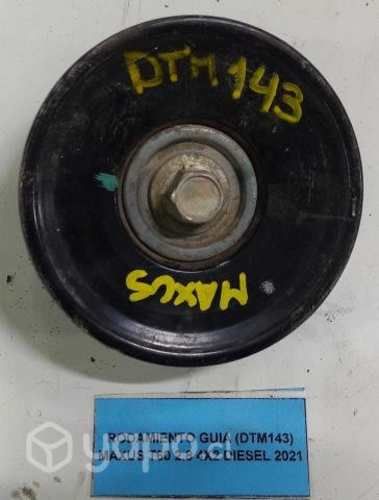 DTM143
MAXUS
RODAMIENTO GUIA (DTM143)
MAXUS T60 2.8 4X2 DIESEL 2021